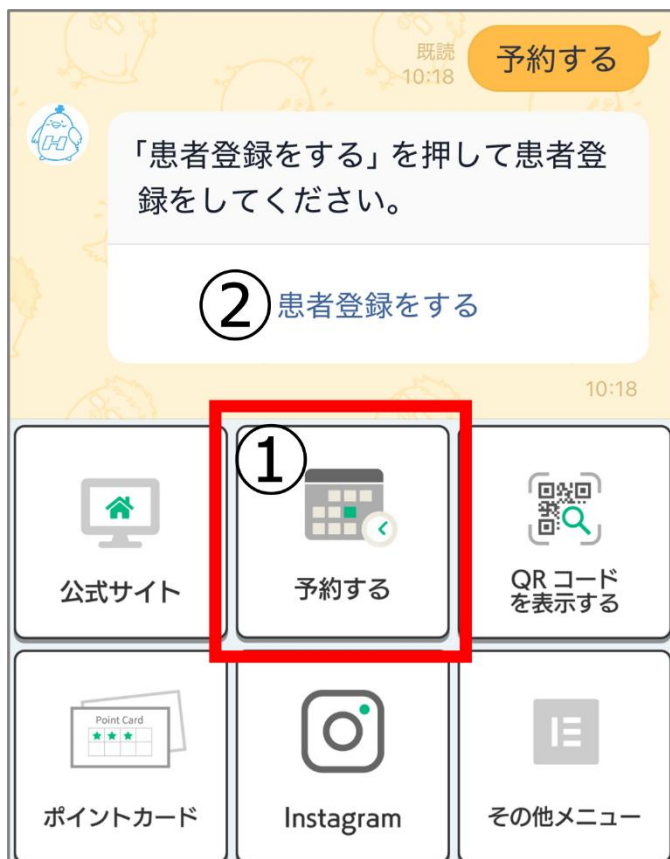 既読
10:18
予約する
「患者登録をする」を押して患者登
録をしてください。
② 患者登録をする
10:18
①
公式サイト
予約する
QRコード
を表示する
Point Card
ポイントカード
Instagram
その他メニュー